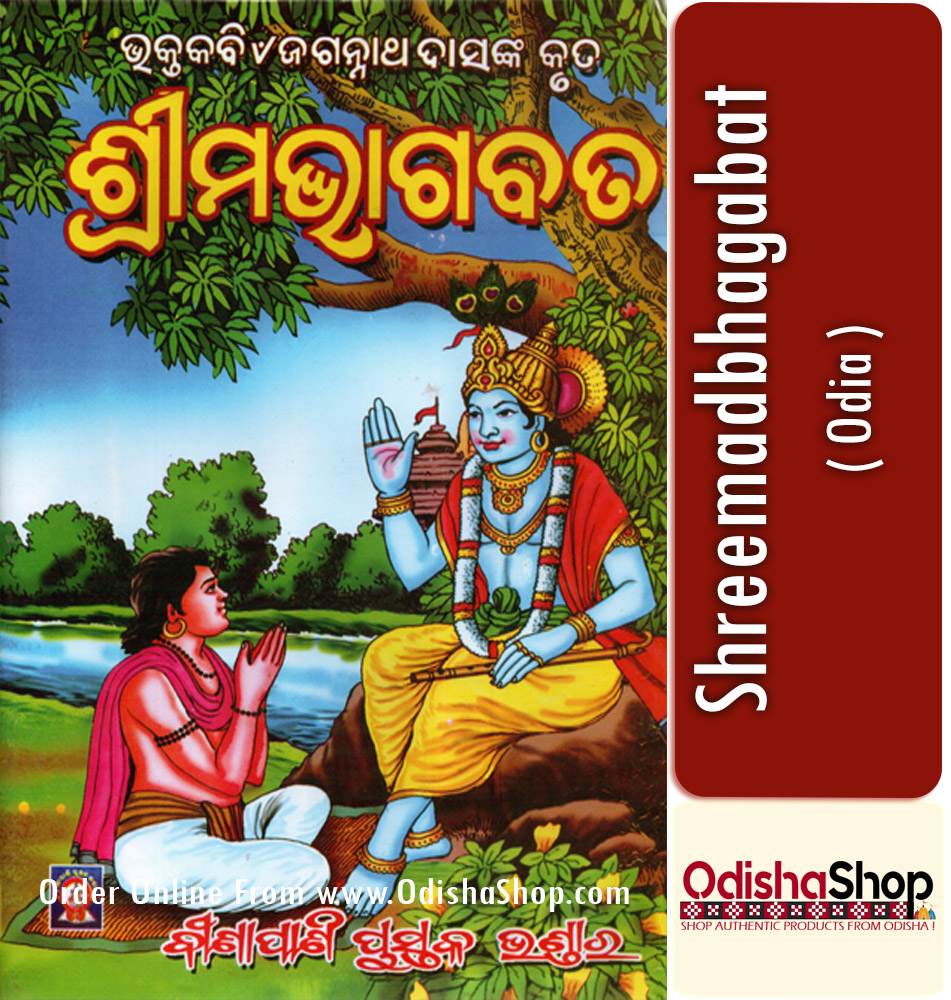 ଭକ୍ତକବି ୪ ଜଗନ୍ନାଥ ଦାସଙ୍କ କୃତ
ଶ୍ରୀମଦ୍ଭାଗବତ
Shreemadbhagabat
( Odia )
Order Online From www.OdishaShop.com
ବୀଣାପାଣି ପୁସ୍ତକ ଭଣ୍ଡାର
OdishaShop
SHOP AUTHENTIC PRODUCTS FROM ODISHA !